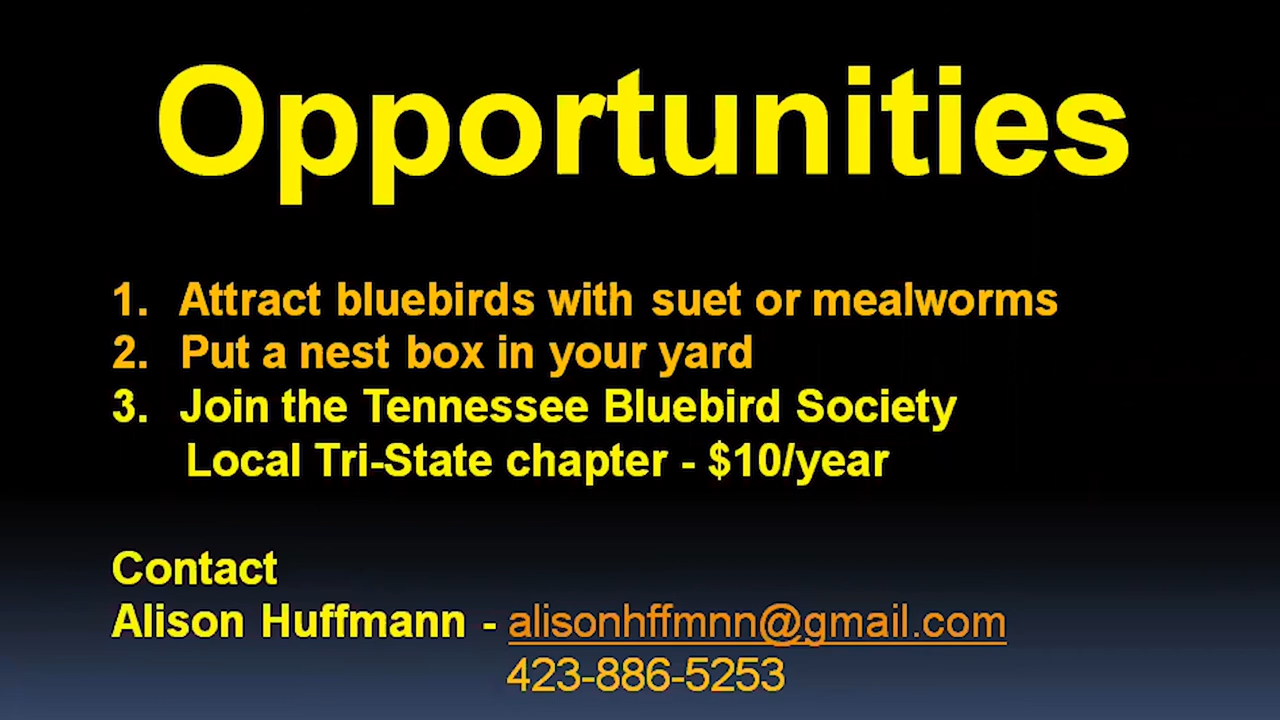 Opportunities
1. Attract bluebirds with suet or mealworms
2. Put a nest box in your yard
3. Join the Tennessee Bluebird Society
Local Tri-State chapter - $10/year
Contact
Alison Huffmann - alisonhffmnn@gmail.com
423-886-5253